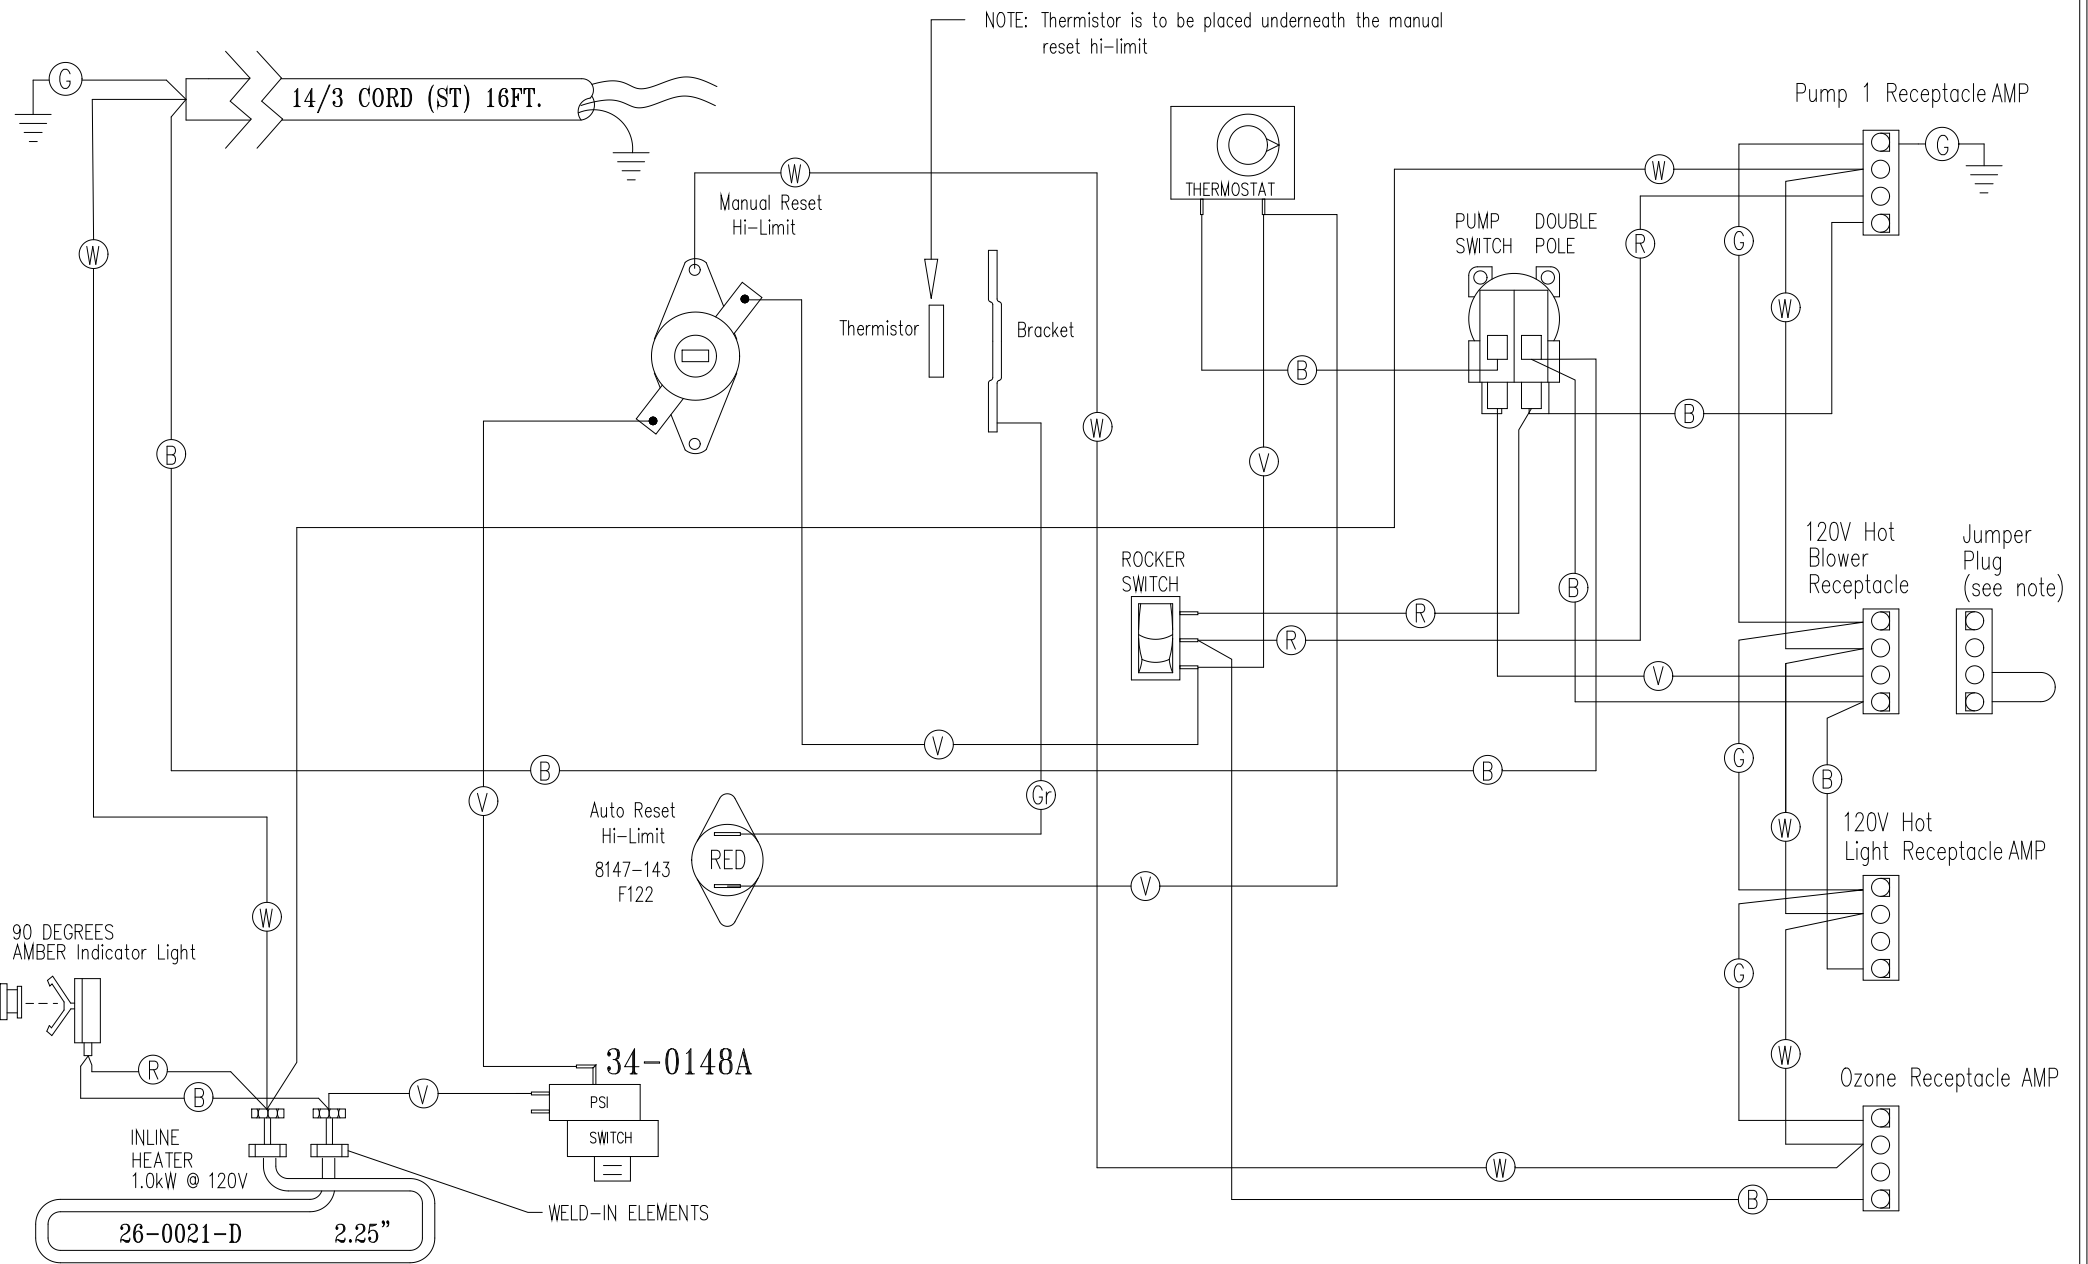 NOTE: Thermistor is to be placed underneath the manual
reset hi-limit
G
14/3 CORD (ST) 16FT.
Pump 1 Receptacle AMP
G
W
W
Manual Reset
Hi-Limit
THERMOSTAT
PUMP SWITCH
DOUBLE POLE
R
G
W
W
Thermistor
Bracket
B
B
W
B
V
120V Hot
Blower
Receptacle
Jumper
Plug
(see note)
ROCKER
SWITCH
B
R
R
V
V
G
B
B
B
V
Gr
W
Auto Reset
Hi-Limit
8147-143
F122
RED
120V Hot
Light Receptacle AMP
V
W
90 DEGREES
AMBER Indicator Light
G
R
B
V
34-0148A
PSI
SWITCH
W
Ozone Receptacle AMP
INLINE
HEATER
1.0kW @ 120V
W
B
WELD-IN ELEMENTS
26-0021-D
2.25"